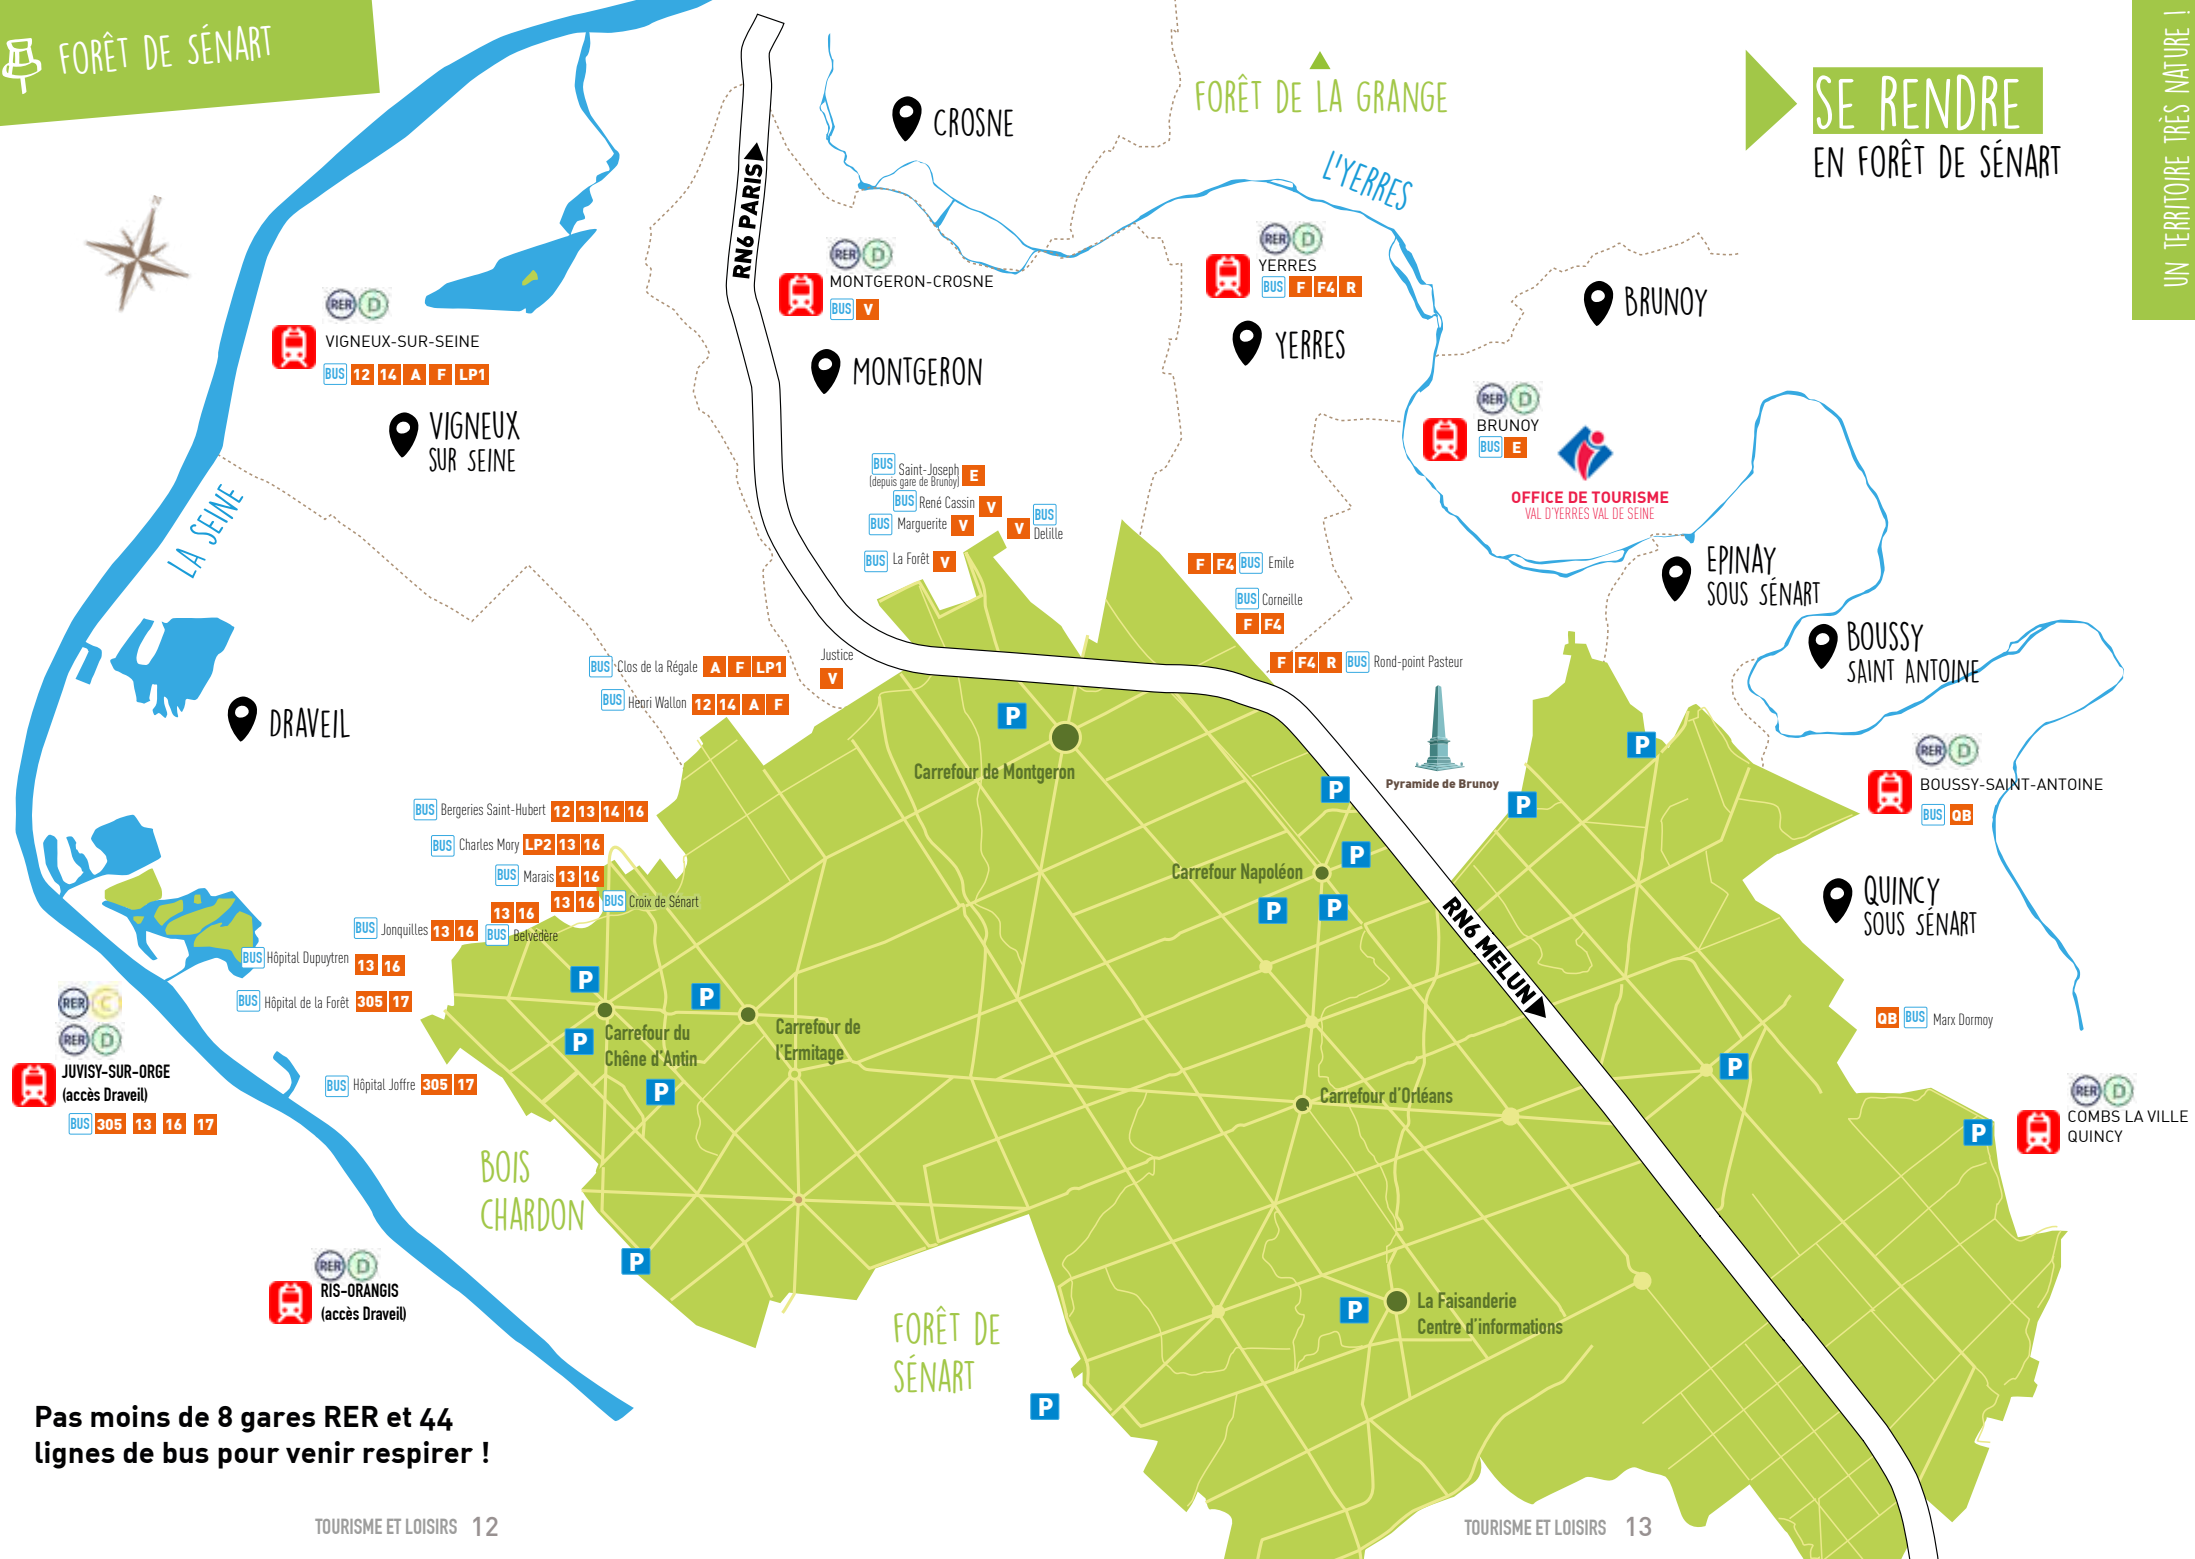 FORÊT DE SÉNART
SE RENDRE
EN FORÊT DE SÉNART
UN TERRITOIRE TRÈS NATURE !
FORÊT DE LA GRANGE
CROSNE
L'YERRES
RN6 PARIS
N
RER D
MONTGERON-CROSNE
BUS V
MONTGERON
RER D
YERRES
BUS F F4 R
YERRES
BRUNOY
RER D
BRUNOY
BUS E
OFFICE DE TOURISME
VAL D'YERRES VAL DE SEINE
RER D
VIGNEUX-SUR-SEINE
BUS 12 14 A F LP1
VIGNEUX
SUR SEINE
LA SEINE
DRAVEIL
BUS Saint-Joseph E
(depuis gare de Brunoy)
BUS René Cassin V
BUS Marguerite V
V BUS
Delille
BUS La Forêt V
F F4 BUS Emile
BUS Corneille
F F4
F F4 R BUS Rond-point Pasteur
EPINAY
SOUS SÉNART
BOUSSY
SAINT ANTOINE
BUS Clos de la Régale A F LP1
Justice
V
BUS Henri Wallon 12 14 A F
P
Carrefour de Montgeron
Pyramide de Brunoy
P
P
P
RER D
BOUSSY-SAINT-ANTOINE
BUS QB
BUS Bergeries Saint-Hubert 12 13 14 16
BUS Charles Mory LP2 13 16
BUS Marais 13 16
13 16 BUS Croix de Sénart
13 16
BUS Belvédère
BUS Jonquilles 13 16
BUS Hôpital Dupuytren 13 16
BUS Hôpital de la Forêt 305 17
BUS Hôpital Joffre 305 17
P
Carrefour Napoléon
P
P
RN6 MELUN
QUINCY
SOUS SÉNART
QB BUS Marx Dormoy
RER C
RER D
JUVISY-SUR-ORGE
(accès Draveil)
BUS 305 13 16 17
P
P
P
Carrefour du
Chêne d'Antin
Carrefour de
l'Ermitage
P
Carrefour d'Orléans
P
P
RER D
COMBS LA VILLE
QUINCY
BOIS
CHARDON
P
RER D
RIS-ORANGIS
(accès Draveil)
FORÊT DE
SÉNART
P
P
La Faisanderie
Centre d'informations
Pas moins de 8 gares RER et 44
lignes de bus pour venir respirer !
TOURISME ET LOISIRS 12
TOURISME ET LOISIRS 13